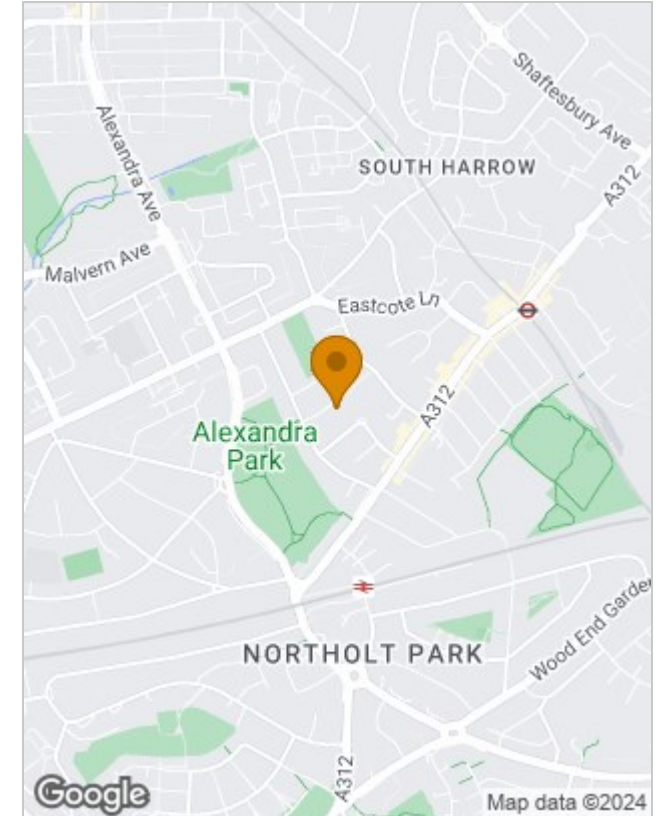 Shaftesbury Ave
Alexandra Ave
SOUTH HARROW
A312
Malvern Ave
Eastcote Ln
A312
Alexandra
Park
Wood End Garden
NORTHOLT PARK
A312
Google
Map data ©2024